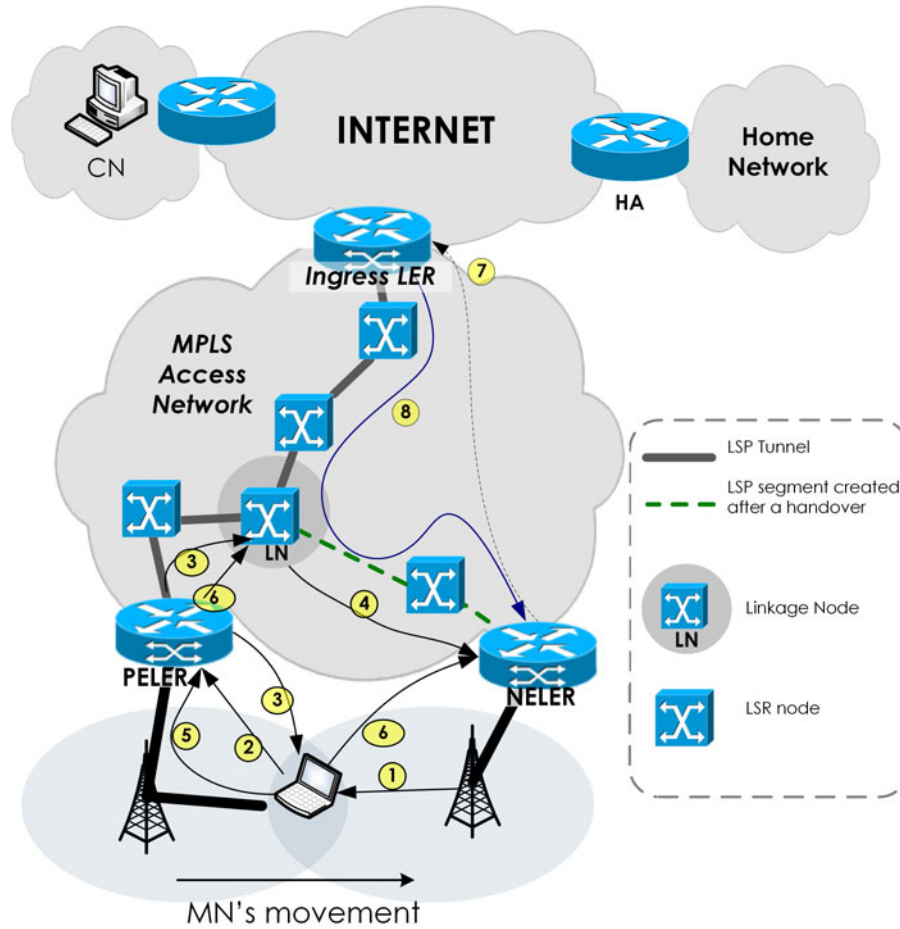 CN
INTERNET
Home
Network
HA
Ingress LER
7
MPLS
Access
Network
8
LN
3
6
4
PELER
NELER
3
5
2
6
1
MN's movement
LSP Tunnel
LSP segment created
after a handover
LN
Linkage Node
LSR node